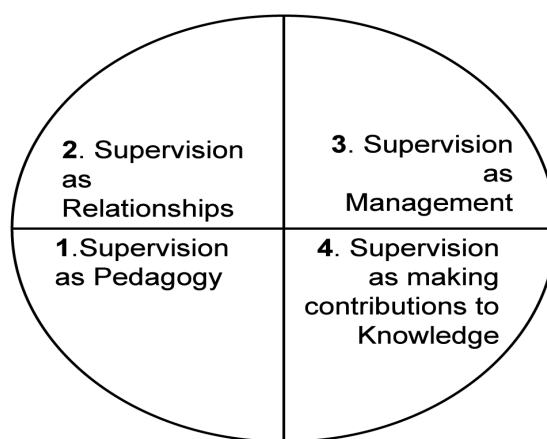 2. Supervision
as
Relationships
3. Supervision
as
Management
1.Supervision
as Pedagogy
4. Supervision
as making
contributions to
Knowledge